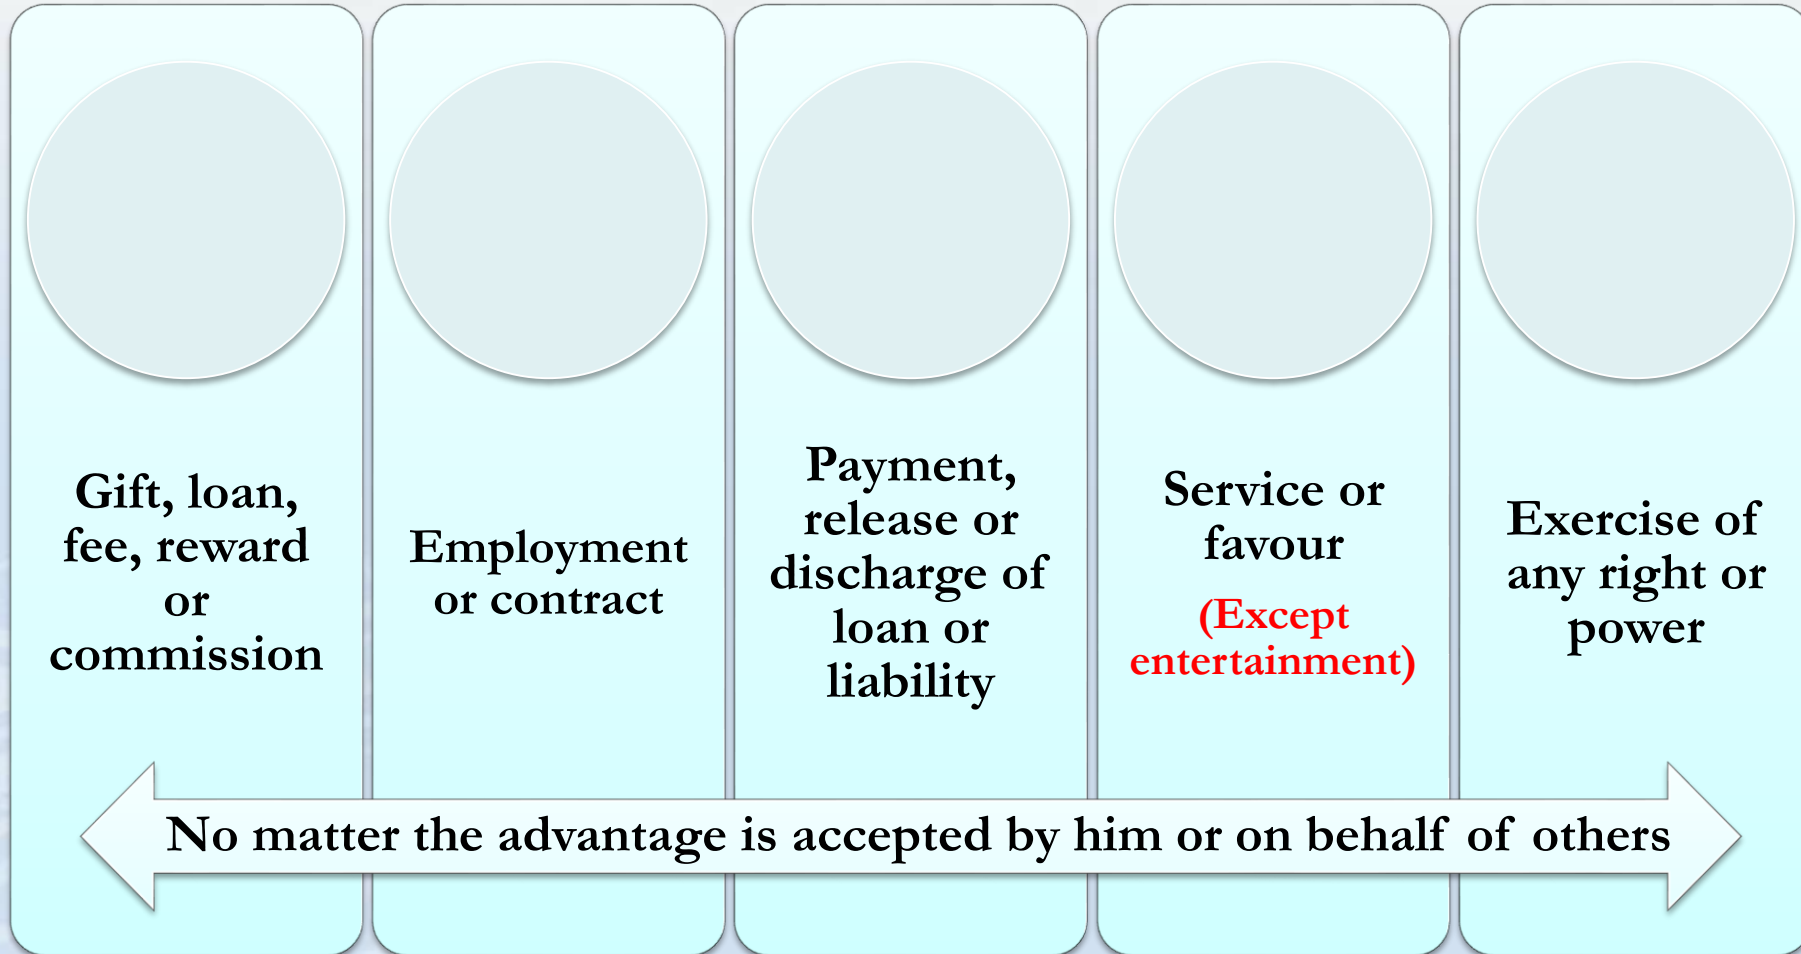 Gift, loan,
fee, reward
or
commission
Employment
or contract
Payment,
release or
discharge of
loan or
liability
Service or
favour
(Except
entertainment)
Exercise of
any right or
power
No matter the advantage is accepted by him or on behalf of others